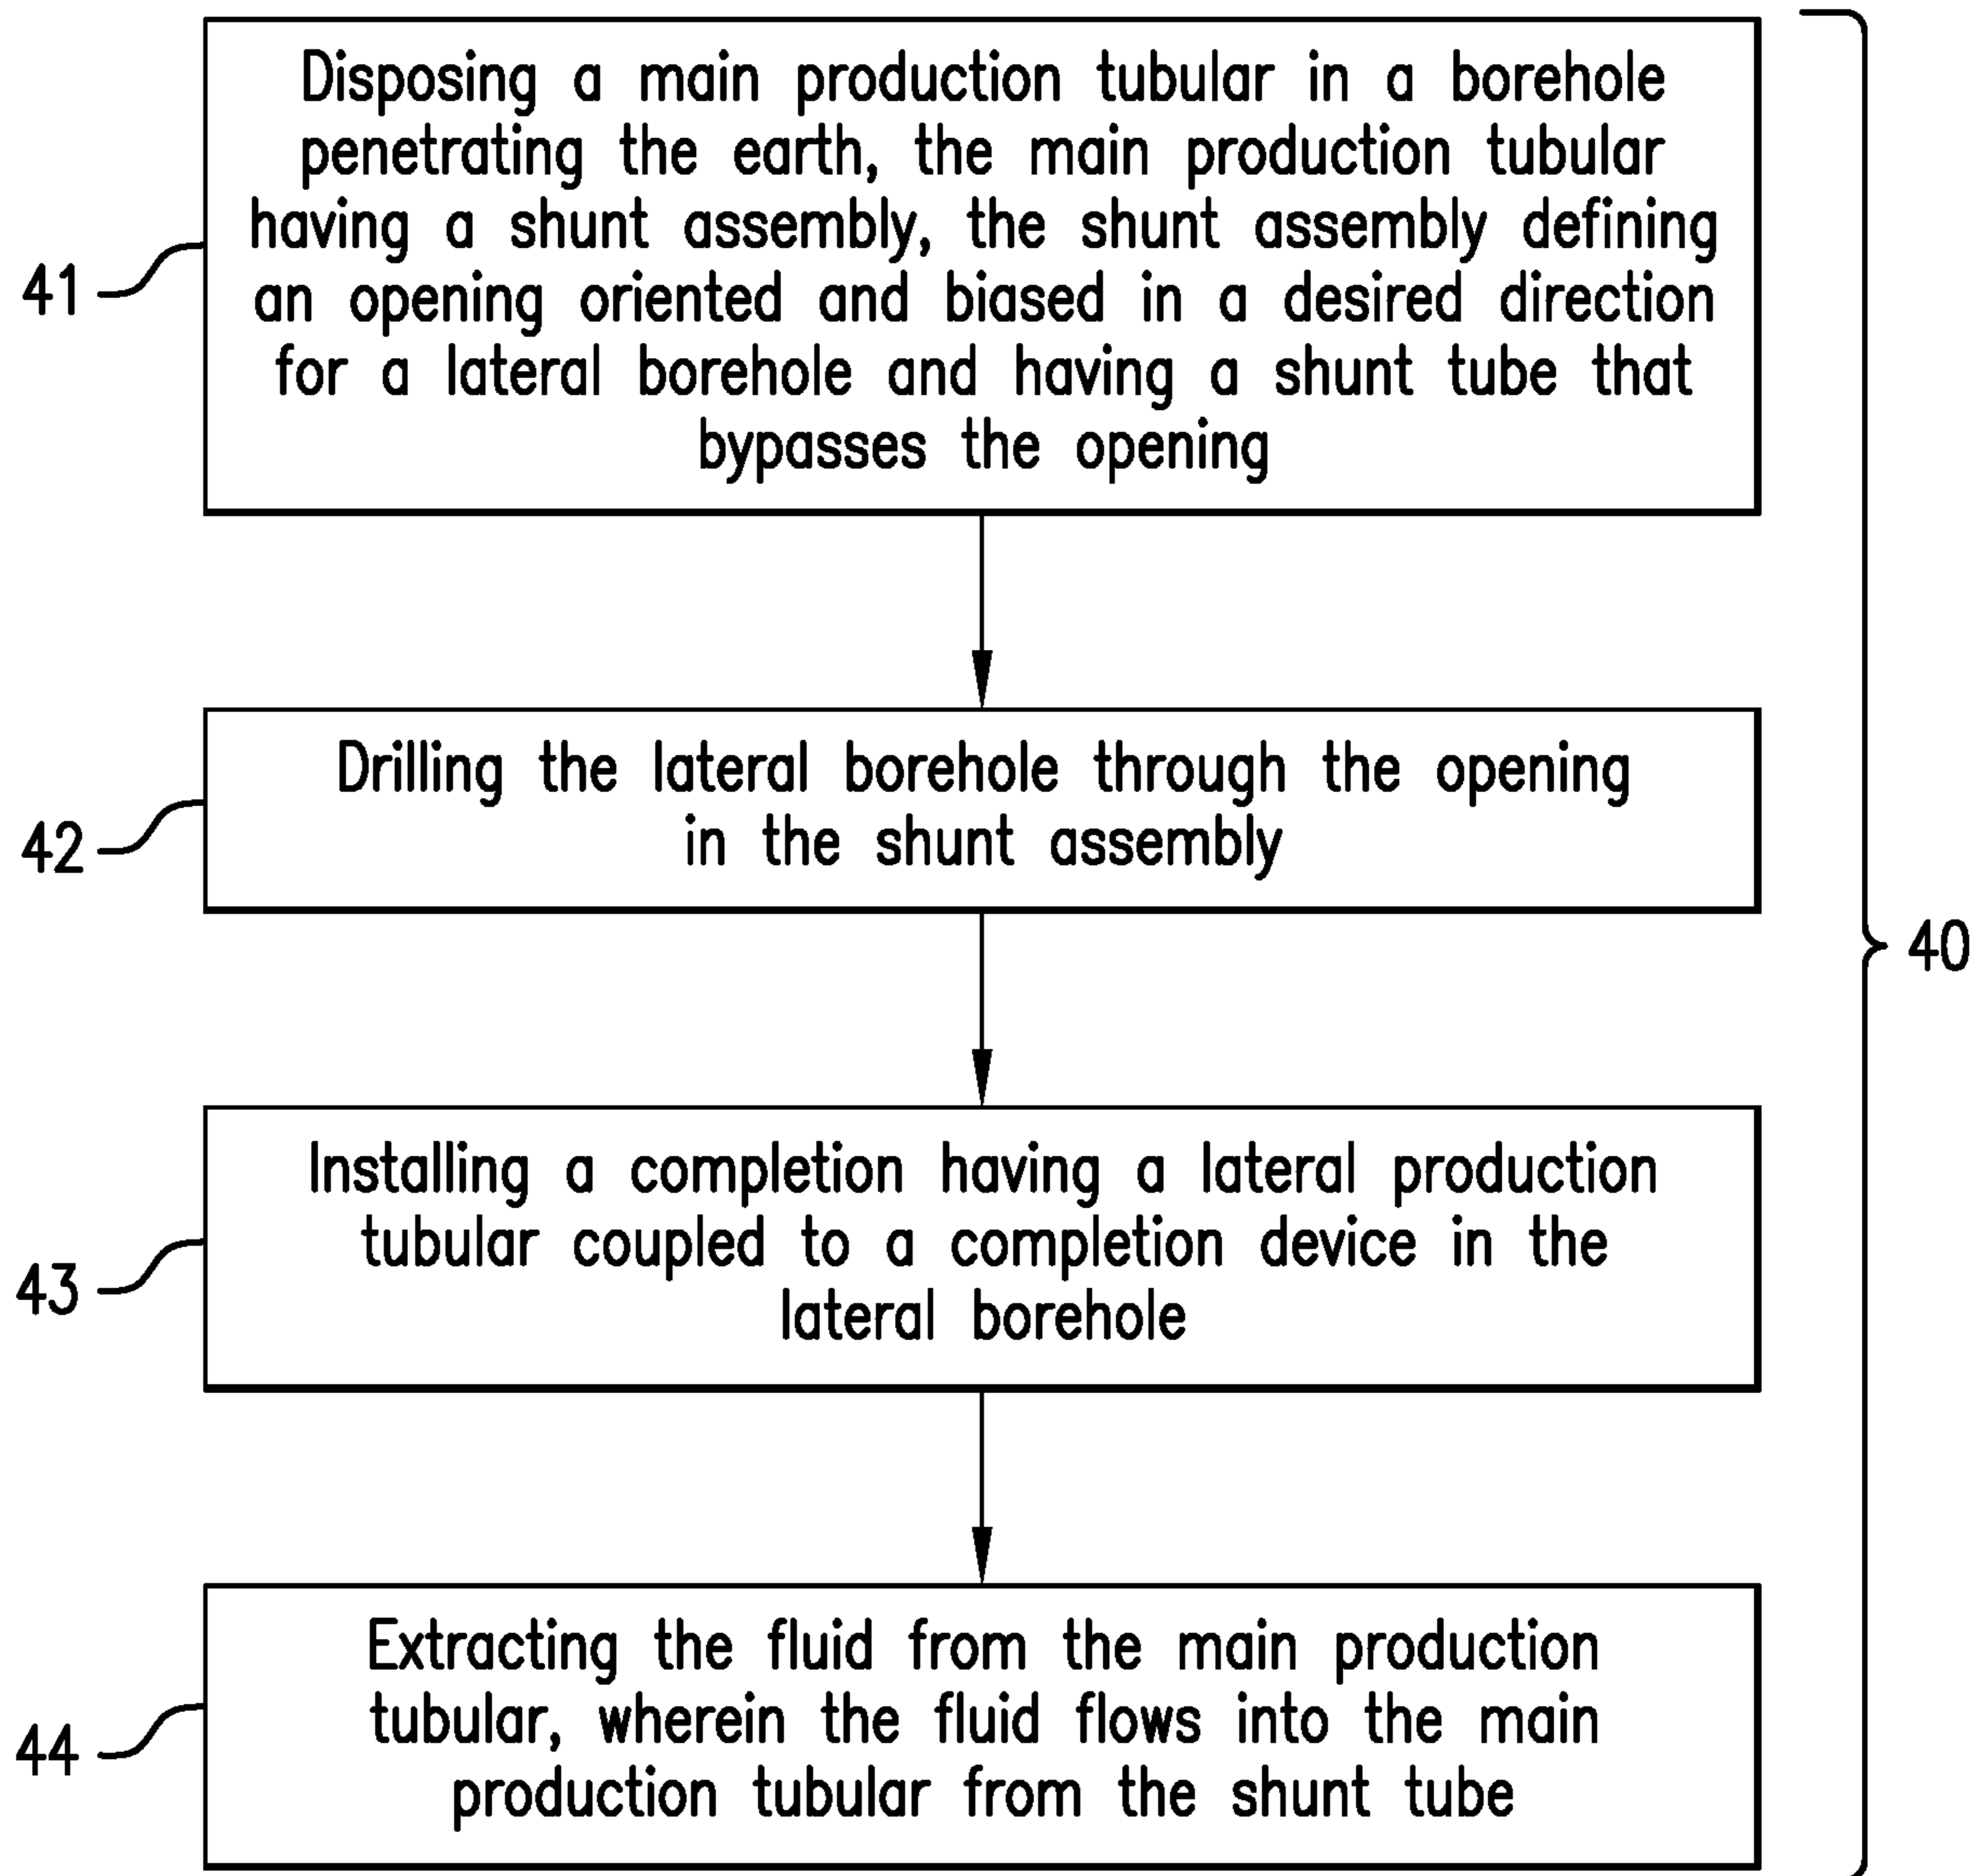 Disposing a main production tubular in a borehole
penetrating the earth, the main production tubular
having a shunt assembly, the shunt assembly defining
an opening oriented and biased in a desired direction
for a lateral borehole and having a shunt tube that
bypasses the opening
41
Drilling the lateral borehole through the opening
in the shunt assembly
42
40
Installing a completion having a lateral production
tubular coupled to a completion device in the
lateral borehole
43
Extracting the fluid from the main production
tubular, wherein the fluid flows into the main
production tubular from the shunt tube
44